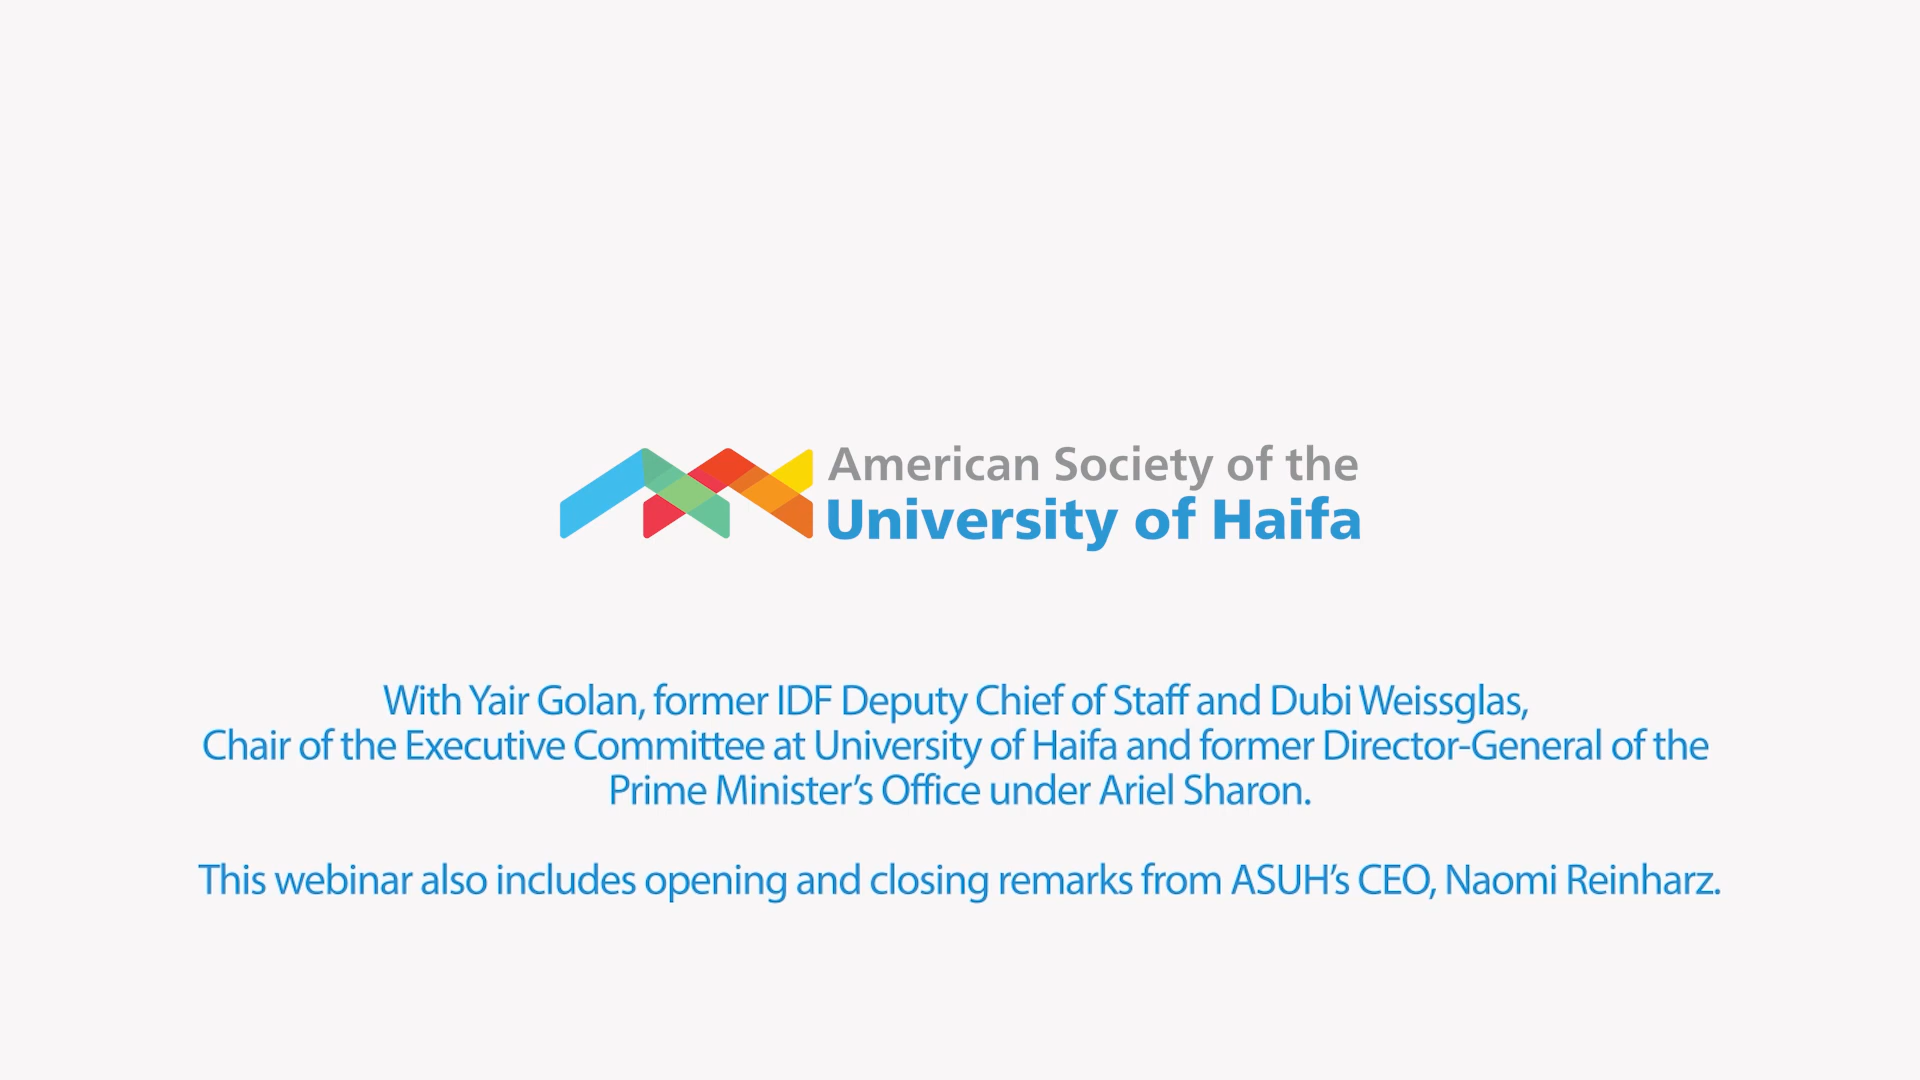 American Society of the
University of Haifa
With Yair Golan, former IDF Deputy Chief of Staff and Dubi Weissglas,
Chair of the Executive Committee at University of Haifa and former Director-General of the
Prime Minister’s Office under Ariel Sharon.
This webinar also includes opening and closing remarks from ASUH’s CEO, Naomi Reinharz.